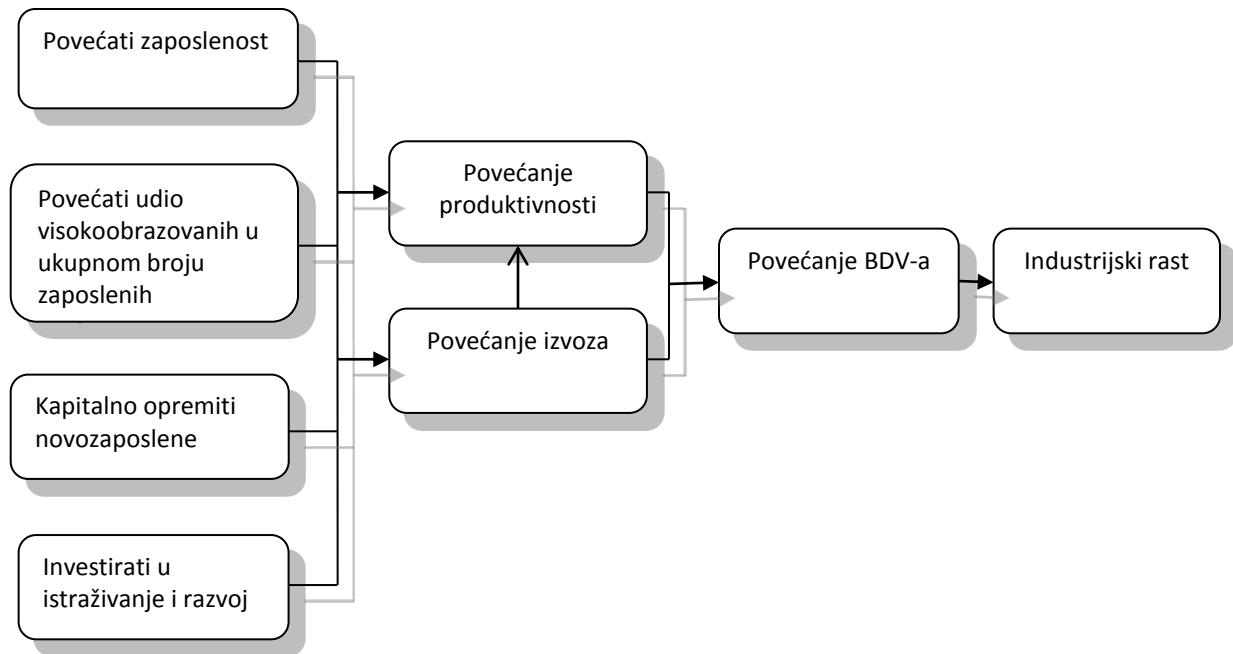 Povećati zaposlenost
Povećati udio
visokoobrazovanih u
ukupnom broju
zaposlenih
Kapitalno opremiti
novozaposlene
Investirati u
istraživanje i razvoj
Povećanje
produktivnosti
Povećanje izvoza
Povećanje BDV-a
Industrijski rast